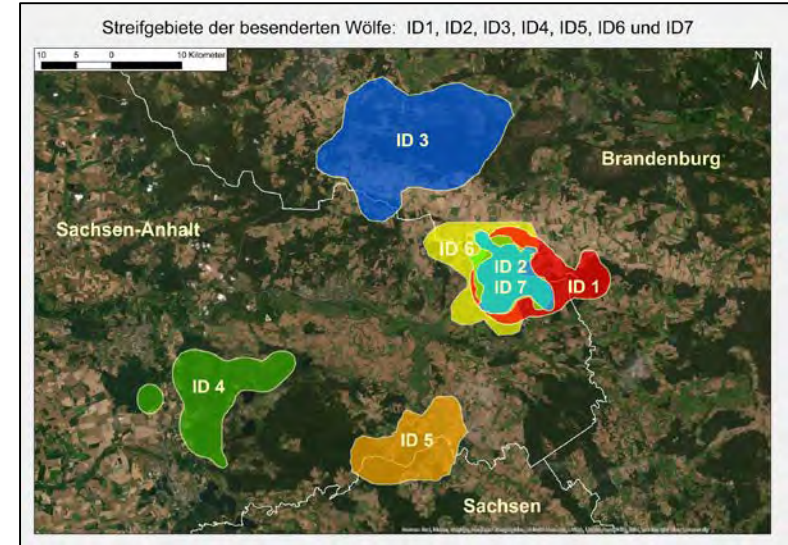 Streifgebiete der besenderten Wölfe: ID1, ID2, ID3, ID4, ID5, ID6 und ID7
10 5 0 10 Kilometer
N
ID 3
Brandenburg
Sachsen-Anhalt
ID 6
ID 2
ID 7
ID 1
ID 4
ID 5
Sachsen